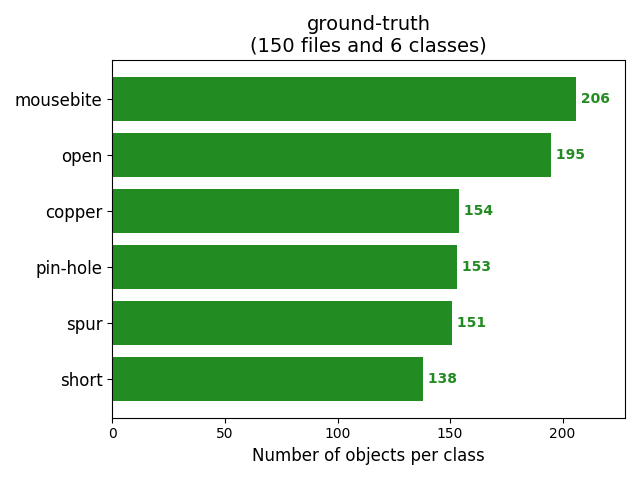 ground-truth
(150 files and 6 classes)
mousebite 206
open 195
copper 154
pin-hole 153
spur 151
short 138
0 50 100 150 200
Number of objects per class